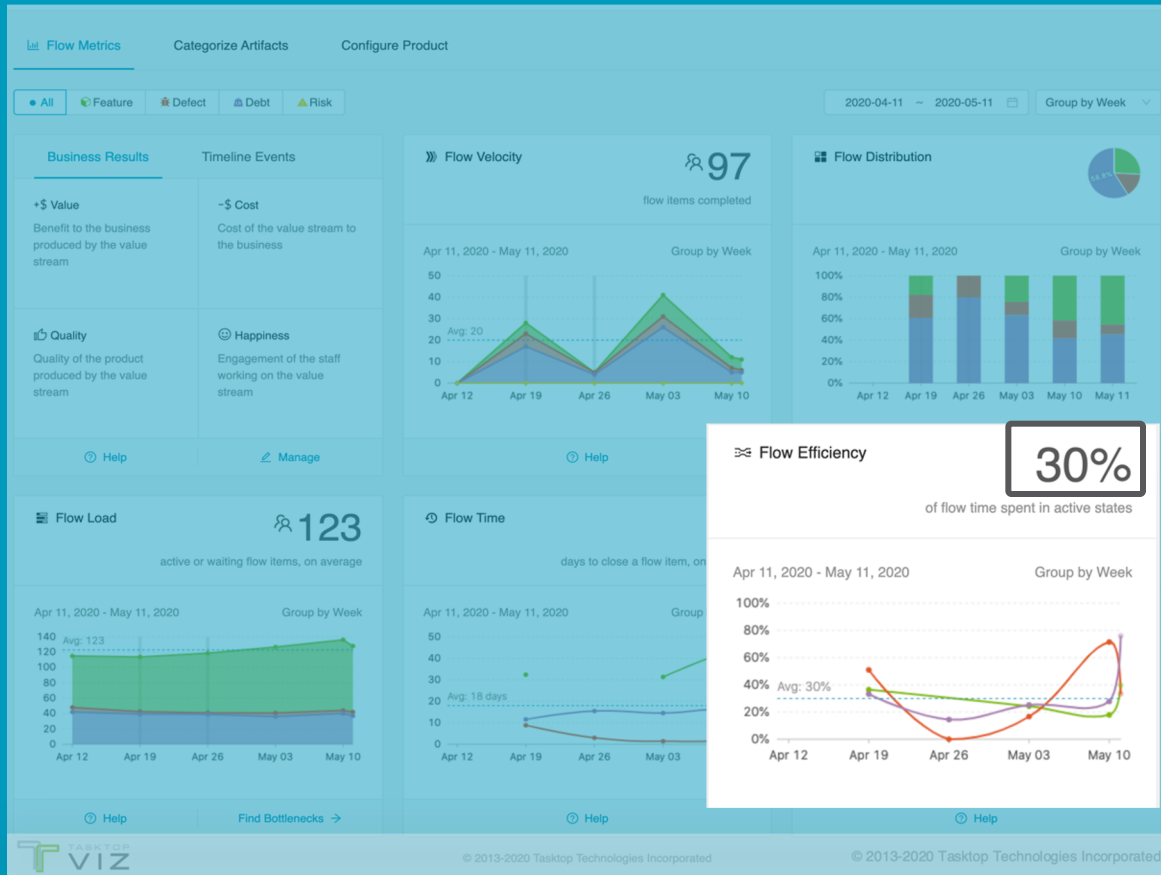 Flow Metrics
Categorize Artifacts
Configure Product
All
Feature
Defect
Debt
Risk
2020-04-11 ~ 2020-05-11
Group by Week
Business Results
Timeline Events
+$ Value
Benefit to the business
produced by the value
stream
-$ Cost
Cost of the value stream to
the business
Quality
Quality of the product
produced by the value
stream
Happiness
Engagement of the staff
working on the value
stream
Help
Manage
Flow Velocity
97
flow items completed
Apr 11, 2020 - May 11, 2020
Group by Week
50
40
30
Avg: 20
20
10
0
Apr 12
Apr 19
Apr 26
May 03
May 10
Help
Flow Distribution
Apr 11, 2020 - May 11, 2020
Group by Week
100%
80%
60%
40%
20%
0%
Apr 12
Apr 19
Apr 26
May 03
May 10
May 11
Flow Load
123
active or waiting flow items, on average
Apr 11, 2020 - May 11, 2020
Group by Week
140
Avg: 123
120
100
80
60
40
20
0
Apr 12
Apr 19
Apr 26
May 03
May 10
Help
Find Bottlenecks
Flow Time
days to close a flow item, on
Apr 11, 2020 - May 11, 2020
Group
50
40
30
Avg: 18 days
20
10
0
Apr 12
Apr 19
Apr 26
May 03
Help
Flow Efficiency
30%
of flow time spent in active states
Apr 11, 2020 - May 11, 2020
Group by Week
100%
80%
60%
40%
Avg: 30%
20%
0%
Apr 12
Apr 19
Apr 26
May 03
May 10
Help
TASKTOP
VIZ
© 2013-2020 Tasktop Technologies Incorporated
© 2013-2020 Tasktop Technologies Incorporated